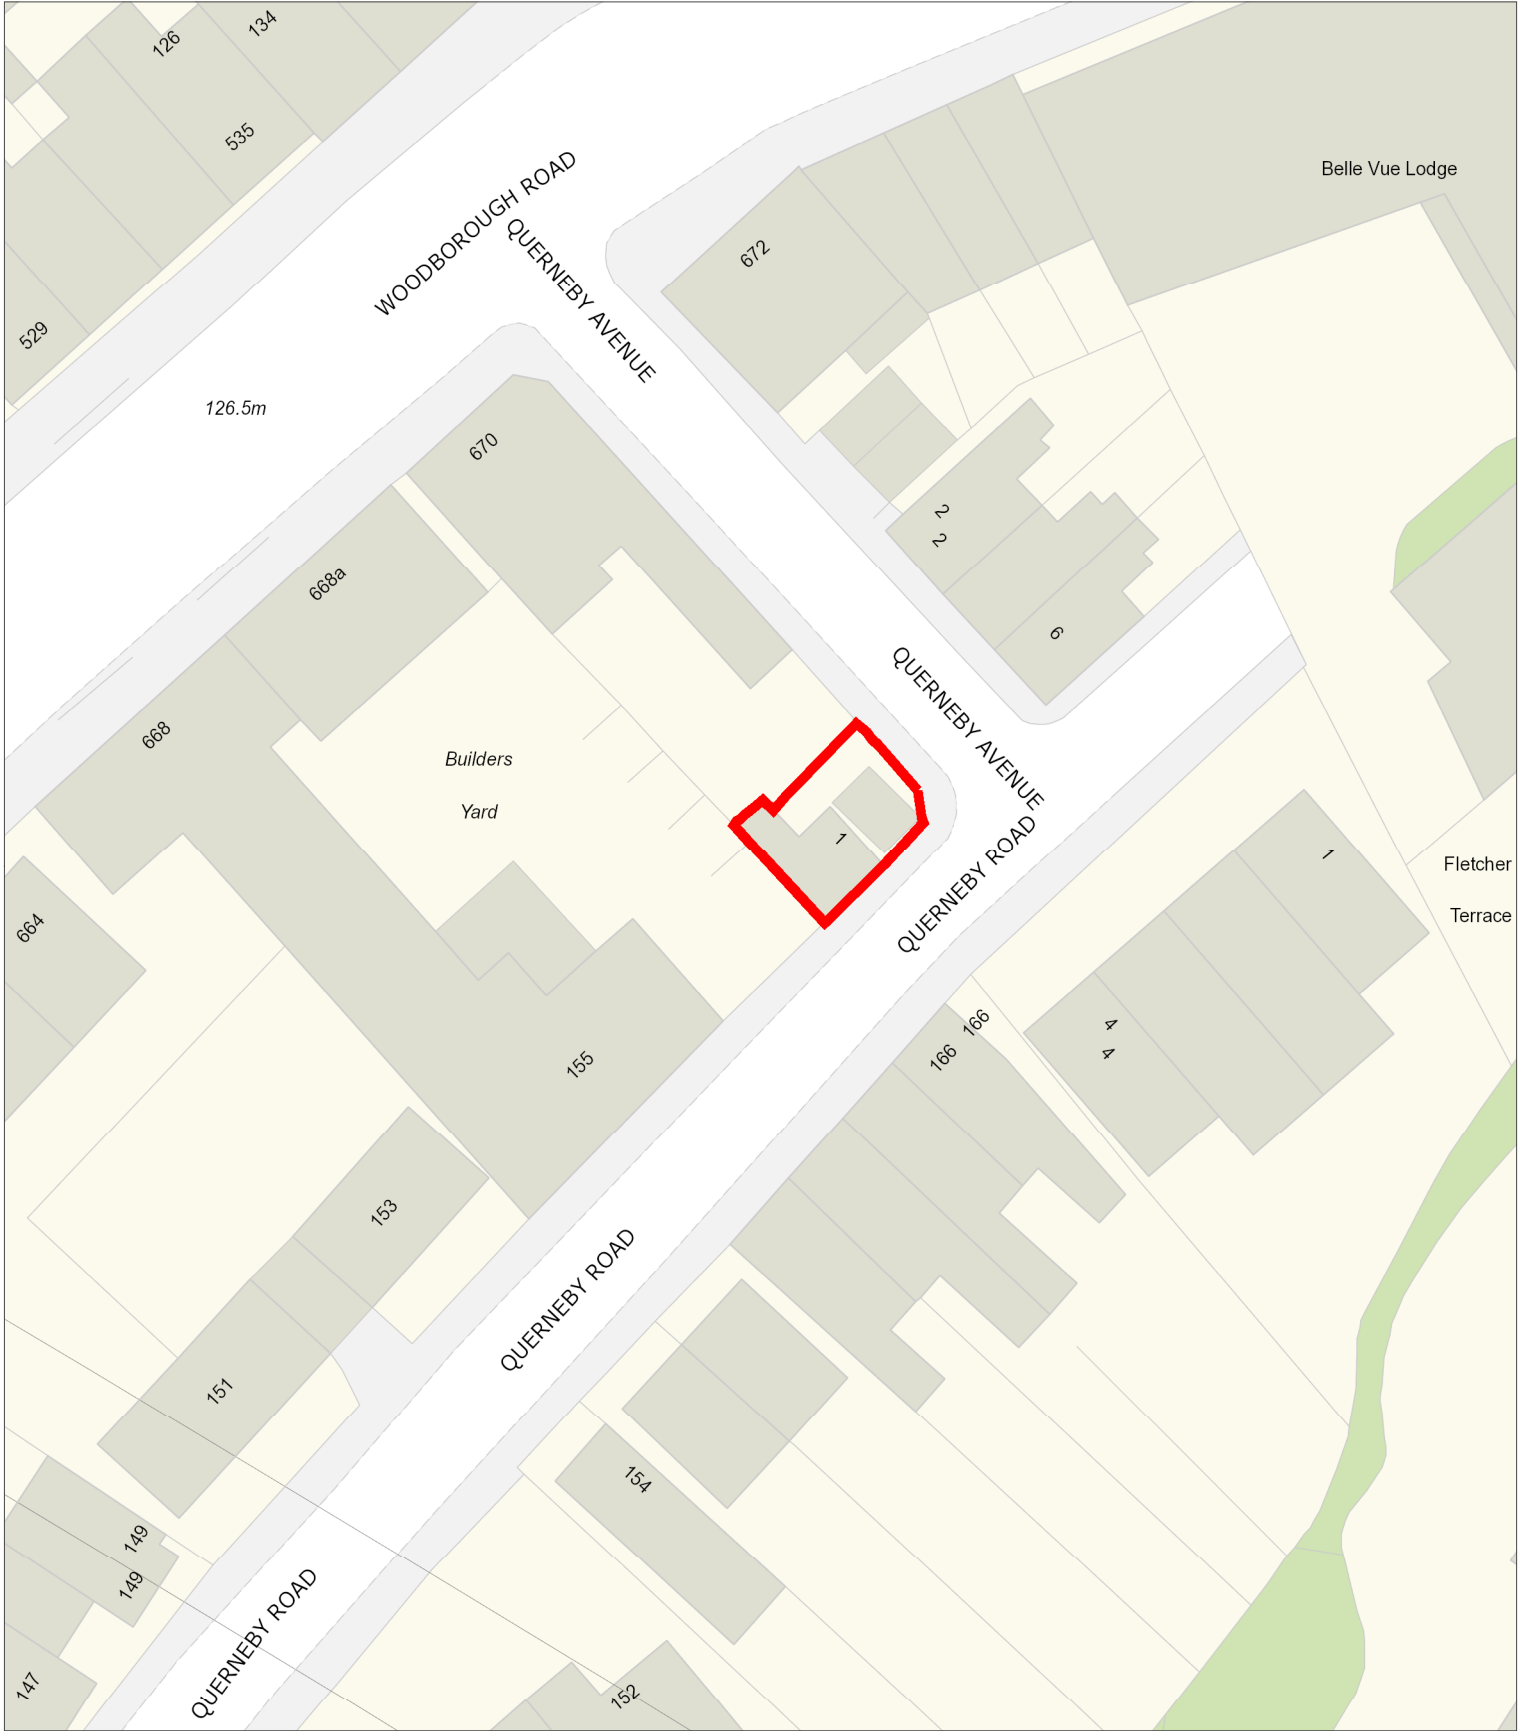 126
134
535
529
WOODBOROUGH ROAD
QUERNEBY AVENUE
672
Belle Vue Lodge
126.5m
670
668a
668
2
2
6
QUERNEBY AVENUE
Builders
Yard
1
QUERNEBY ROAD
1
Fletcher
Terrace
664
155
166
166
4
4
153
QUERNEBY ROAD
151
154
149
149
147
QUERNEBY ROAD
152